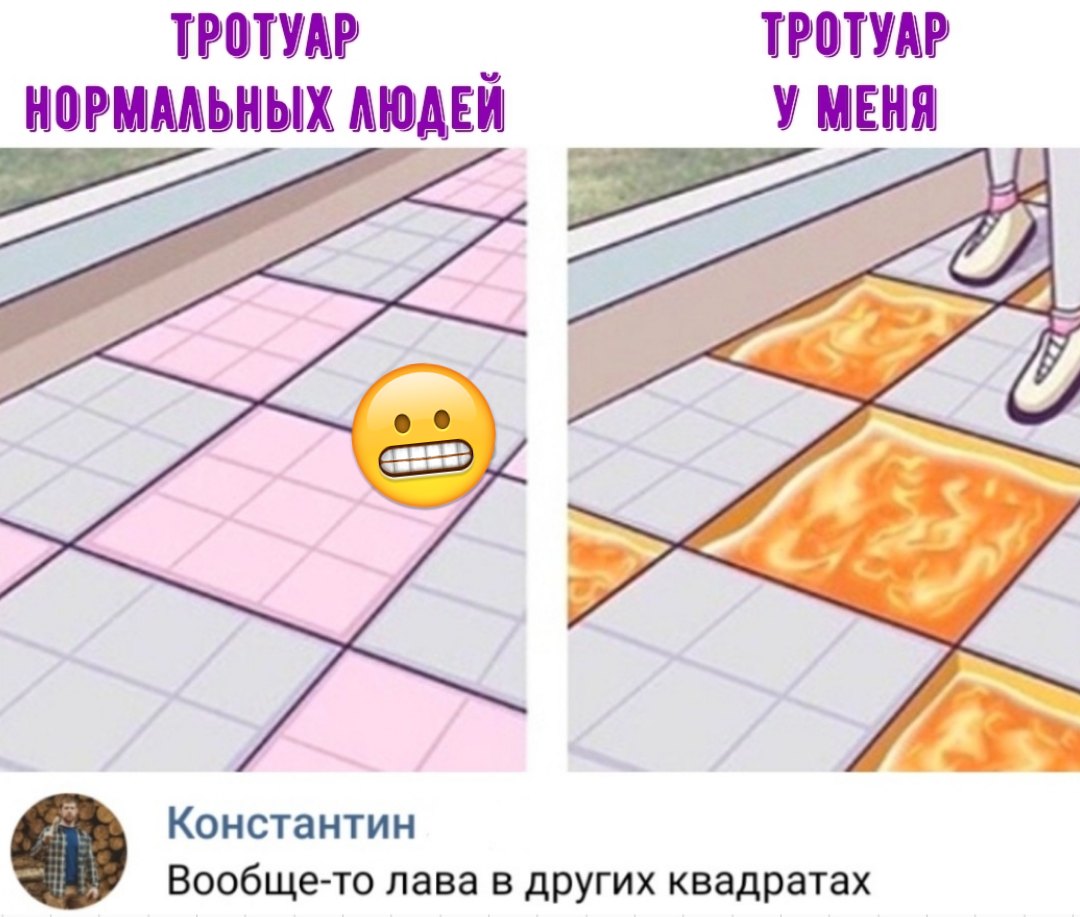 ТРОТУАР
НОРМАЛЬНЫХ ЛЮДЕЙ
ТРОТУАР
У МЕНЯ
Константин
Вообще-то лава в других квадратах